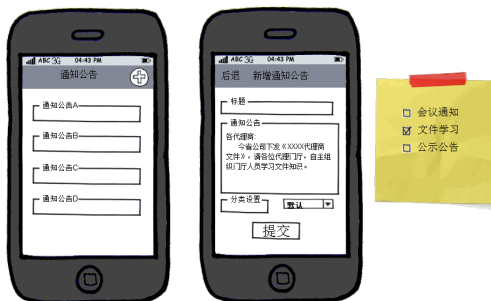 ABC 3G 04:43 PM
通知公告
通知公告A
通知公告B
通知公告C
通知公告D
ABC 3G 04:43 PM
后退 新增通知公告
标题
通知公告
各代理商:
今省公司下发《XXXX代理商
文件》，请各位代理门厅，自主组
织门厅人员学习文件知识。
分类设置
默认
提交
会议通知
文件学习
公示公告